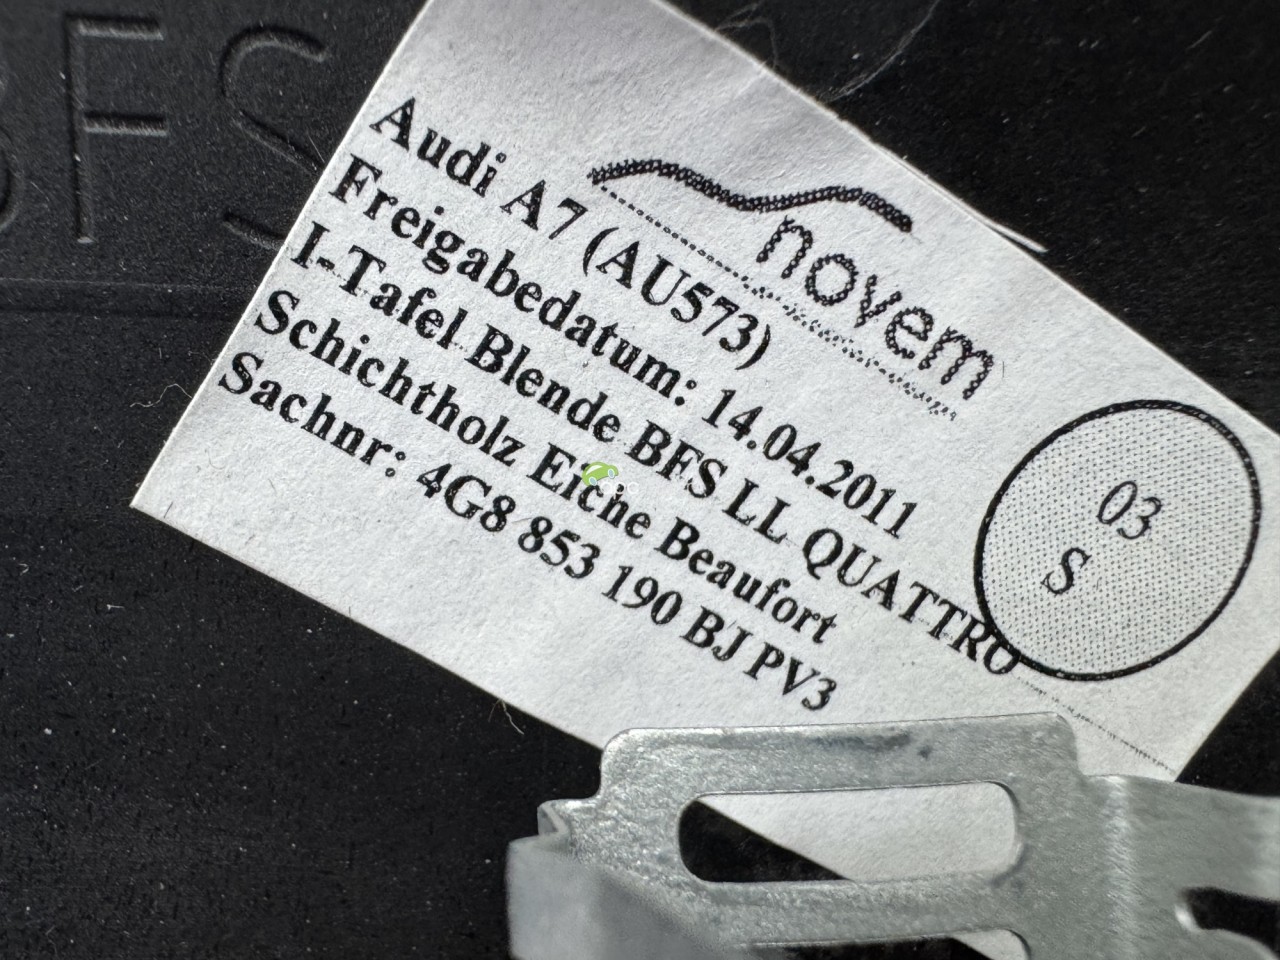 BFS
novem
Audi A7 (AU573)
Freigabedatum: 14.04.2011
I-Tafel Blende BFS LL QUATTRO
Schichtholz Eiche Beaufort
Sachnr: 4G8 853 190 BJ PV3
03
S